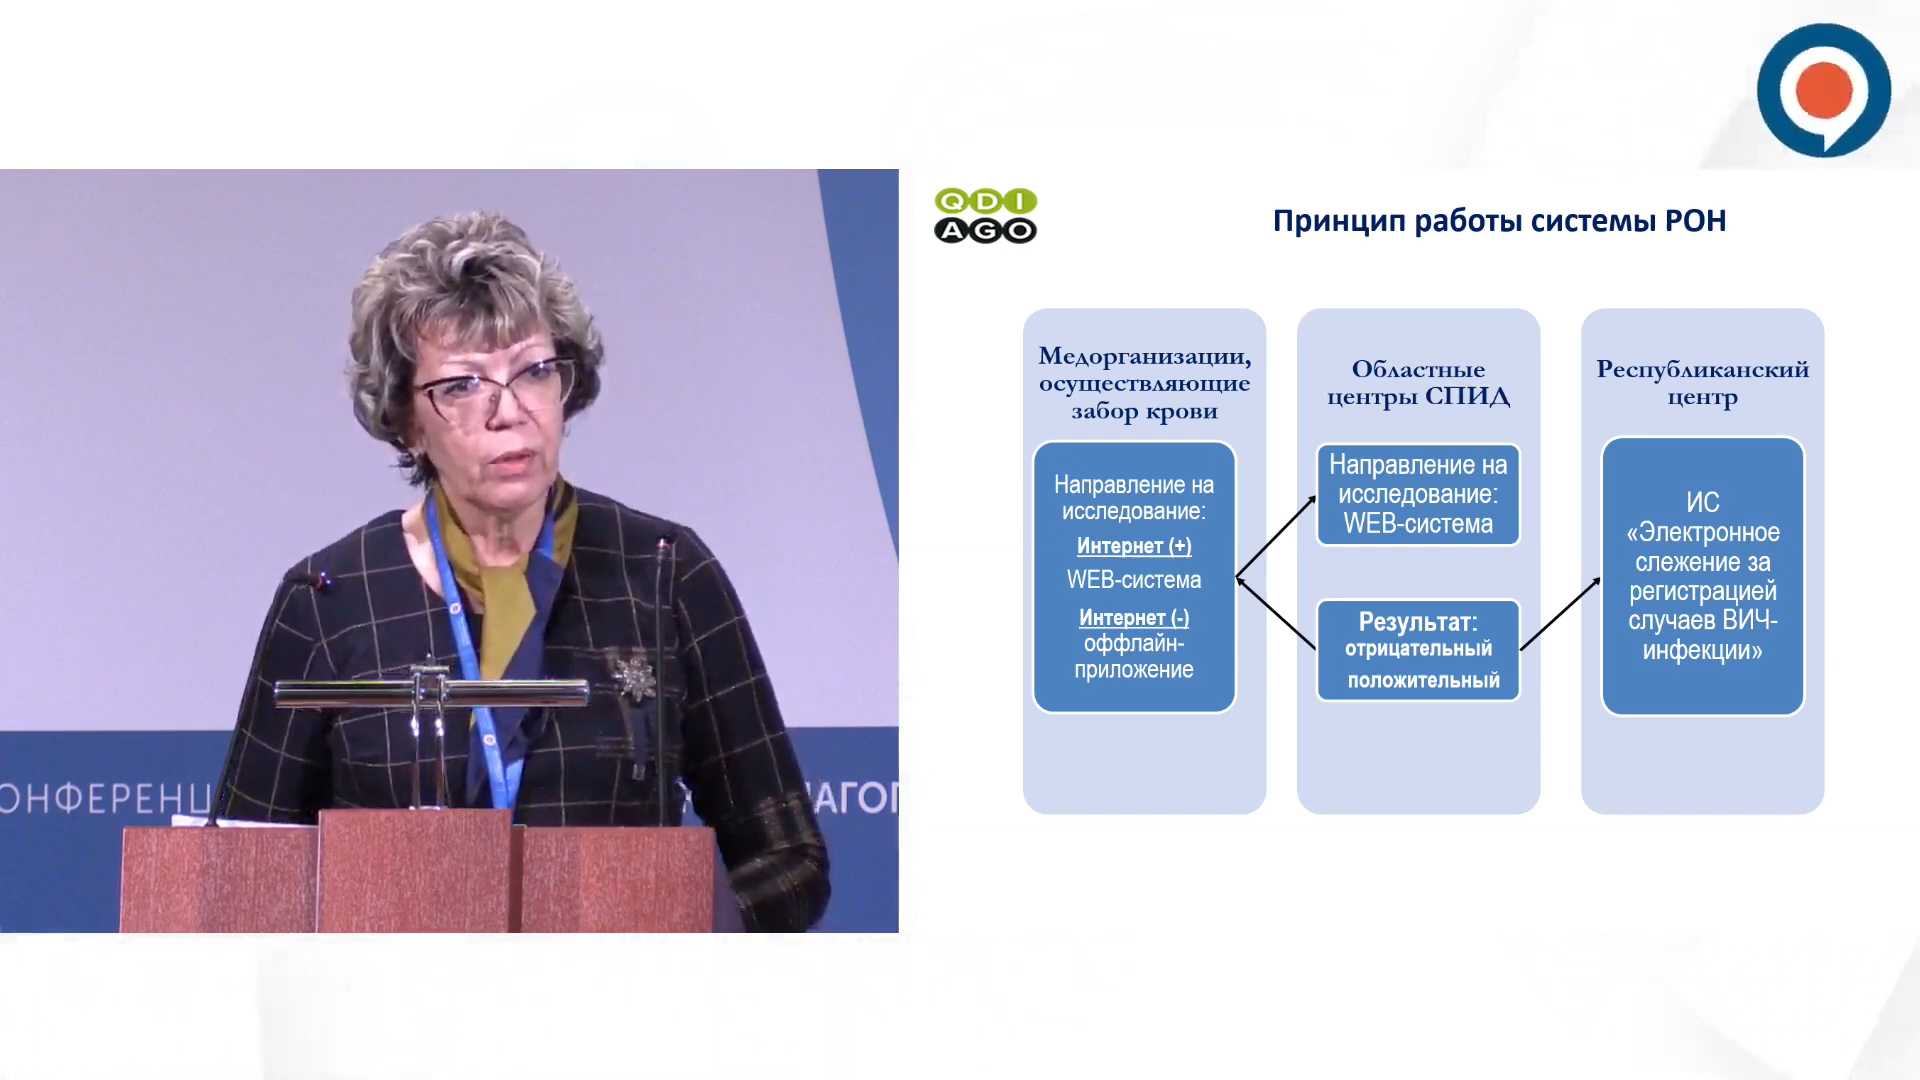 QDI
AGO
Принцип работы системы РОН
Медорганизации,
осуществляющие
забор крови
Направление на
исследование:
Интернет (+)
WEB-система
Интернет (-)
оффлайн-
приложение
Областные
центры СПИД
Направление на
исследование:
WEB-система
Результат:
отрицательный
положительный
Республиканский
центр
ИС
«Электронное
слежение за
регистрацией
случаев ВИЧ-
инфекции»
ОНФЕРЕНЦ